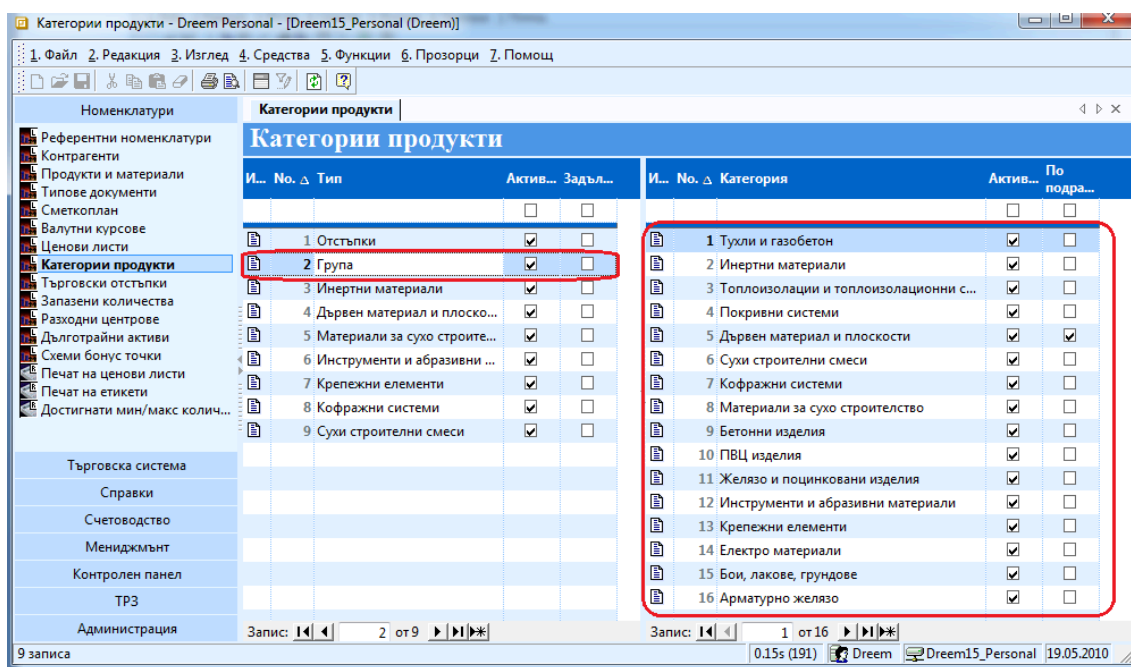 Категории продукти - Dreem Personal - [Dreem15_Personal (Dreem)]
1. Файл 2. Редакция 3. Изглед 4. Средства 5. Функции 6. Прозорци 7. Помощ
Номенклатури
Референтни номенклатури
Контрагенти
Продукти и материали
Типове документи
Сметкоплан
Валутни курсове
Ценови листи
Категории продукти
Търговски отстъпки
Запазени количества
Разходни центрове
Дълготрайни активи
Схеми бонус точки
Печат на ценови листи
Печат на етикети
Достигнати мин/макс колич...
Търговска система
Справки
Счетоводство
Мениджмънт
Контролен панел
ТРЗ
Администрация
Категории продукти
Категории продукти
И... No. Тип Актив... Задъл...
1 Отстъпки
2 Група
3 Инертни материали
4 Дървен материал и плоско...
5 Материали за сухо строите...
6 Инструменти и абразивни ...
7 Крепежни елементи
8 Кофражни системи
9 Сухи строителни смеси
Запис: 2 от 9
И... No. Категория Актив... По подра...
1 Тухли и газобетон
2 Инертни материали
3 Топлоизолации и топлоизолационни с...
4 Покривни системи
5 Дървен материал и плоскости
6 Сухи строителни смеси
7 Кофражни системи
8 Материали за сухо строителство
9 Бетонни изделия
10 ПВЦ изделия
11 Желязо и поцинковани изделия
12 Инструменти и абразивни материали
13 Крепежни елементи
14 Електро материали
15 Бои, лакове, грундове
16 Арматурно желязо
Запис: 1 от 16
9 записа 0.15s (191) Dreem Dreem15_Personal 19.05.2010